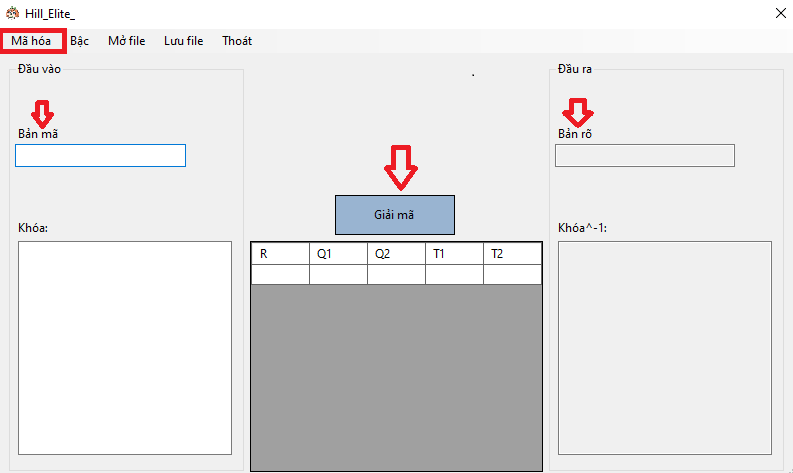 Hill_Elite_
Mã hóa Bậc Mở file Lưu file Thoát
Đầu vào
Bản mã
Khóa:
.
Giải mã
R Q1 Q2 T1 T2
Đầu ra
Bản rõ
Khóa^-1: